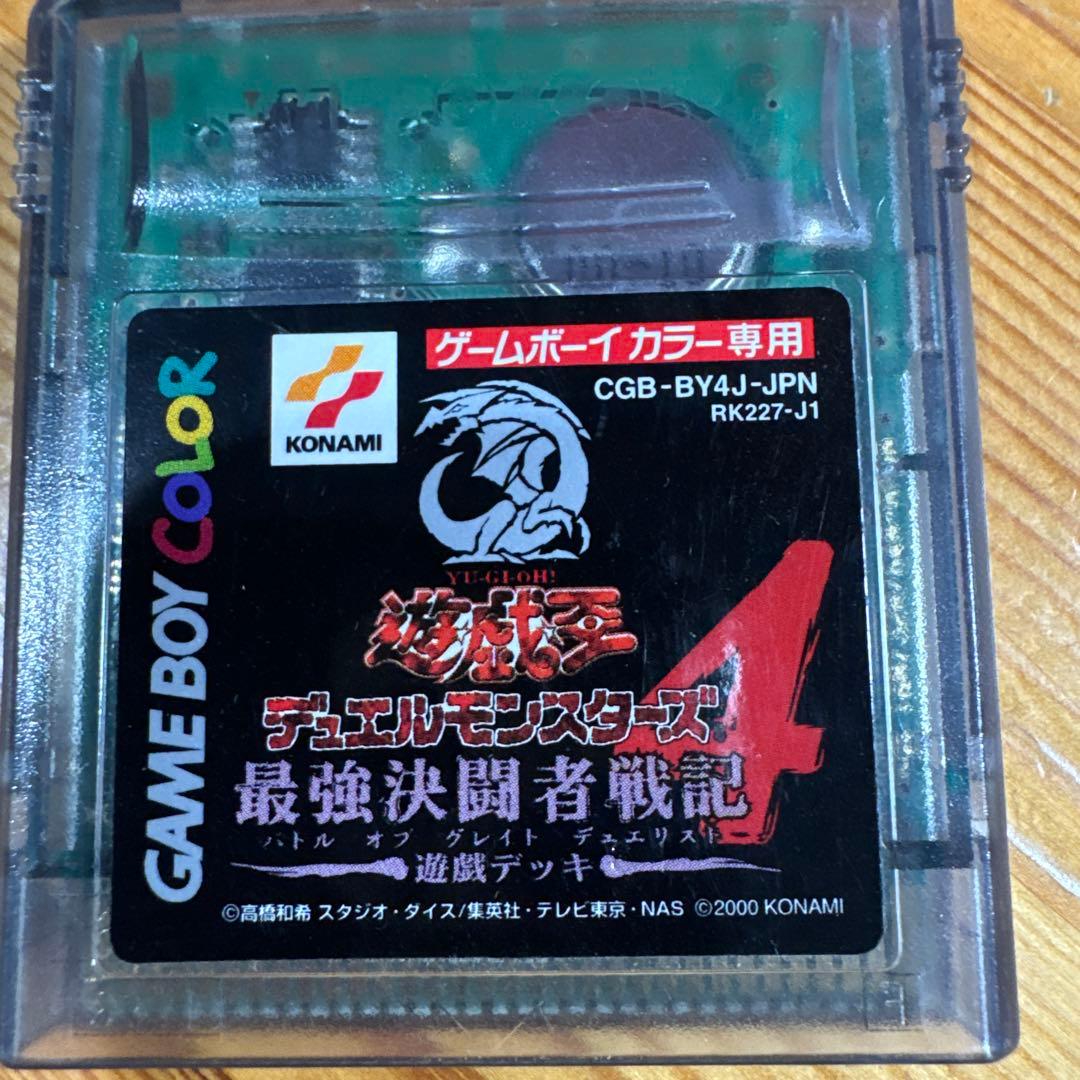 GAME BOY COLOR
KONAMI
ゲームボーイカラー専用
CGB-BY4J-JPN
RK227-J1
YU-GI-OH!
遊戯王
デュエルモンスターズ4
最強決闘者戦記
バトル オブ グレイト デュエリスト
遊戯デッキ
©高橋和希 スタジオ・ダイス/集英社・テレビ東京・NAS ©2000 KONAMI